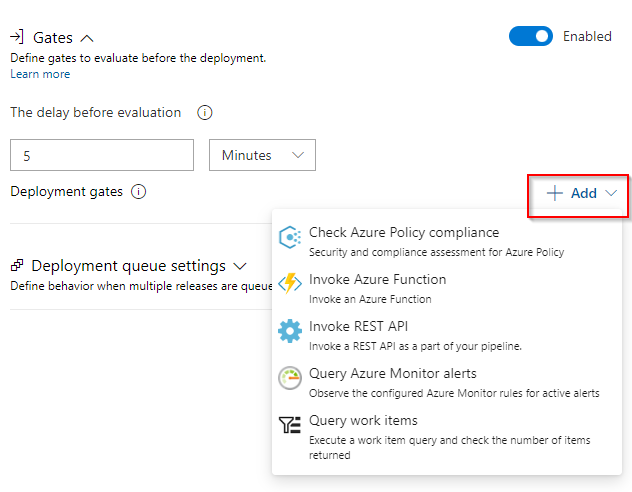 Gates
Enabled
Define gates to evaluate before the deployment.
Learn more
The delay before evaluation
5
Minutes
Deployment gates
Add
Check Azure Policy compliance
Security and compliance assessment for Azure Policy
Deployment queue settings
Define behavior when multiple releases are queue
Invoke Azure Function
Invoke an Azure Function
Invoke REST API
Invoke a REST API as a part of your pipeline.
Query Azure Monitor alerts
Observe the configured Azure Monitor rules for active alerts
Query work items
Execute a work item query and check the number of items
returned